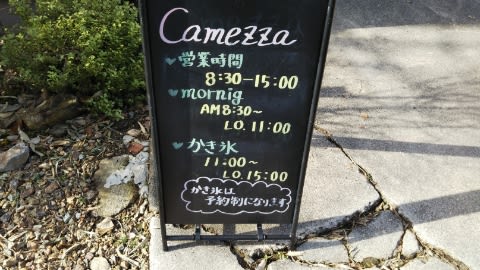 Camezza
♥営業時間
8:30-15:00
♥mornig
AM8:30~
L.O. 11:00
♥かき氷
11:00~
L.O. 15:00
かき氷は
予約制になります